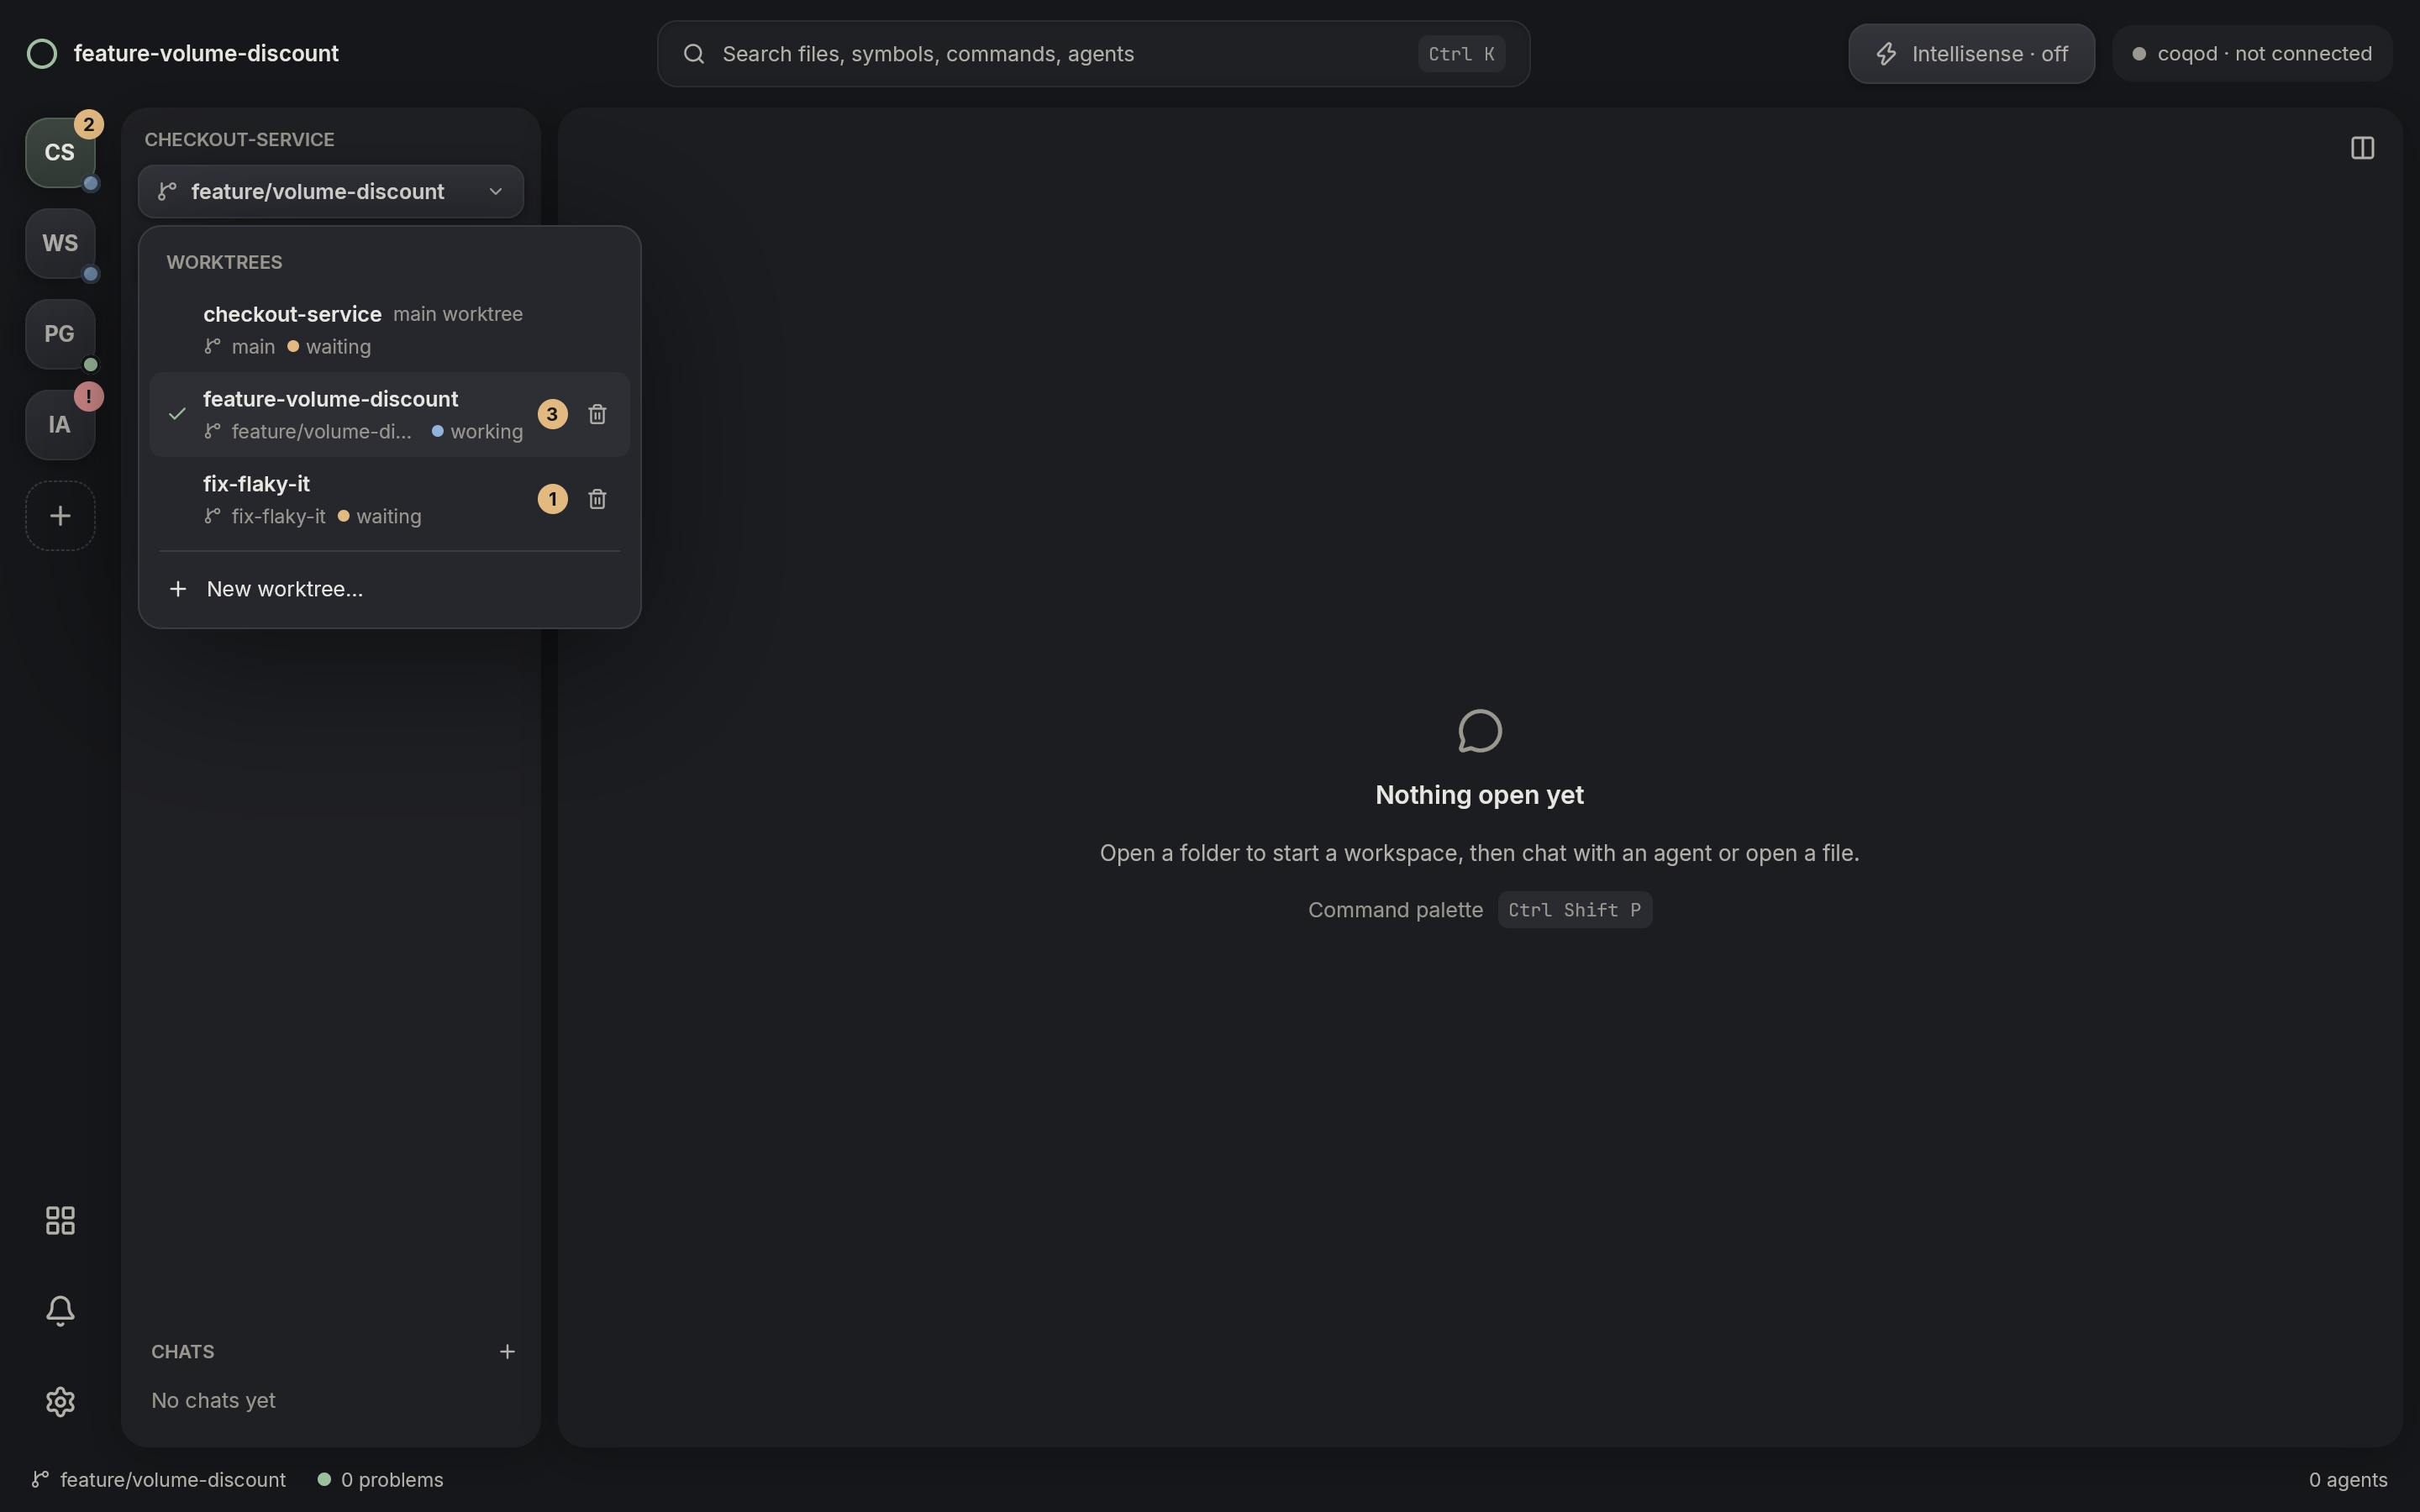 feature-volume-discount
Search files, symbols, commands, agents
Ctrl K
Intellisense · off
coqod · not connected
CS
2
WS
PG
IA
!
CHECKOUT-SERVICE
feature/volume-discount
WORKTREES
checkout-service main worktree
main waiting
feature-volume-discount
feature/volume-di... working
3
fix-flaky-it
fix-flaky-it waiting
1
New worktree...
Nothing open yet
Open a folder to start a workspace, then chat with an agent or open a file.
Command palette Ctrl Shift P
CHATS
No chats yet
feature/volume-discount
0 problems
0 agents